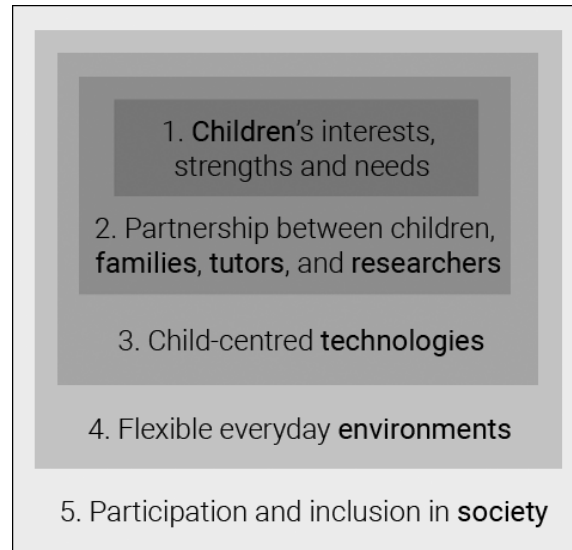 1. Children's interests,
strengths and needs
2. Partnership between children,
families, tutors, and researchers
3. Child-centred technologies
4. Flexible everyday environments
5. Participation and inclusion in society